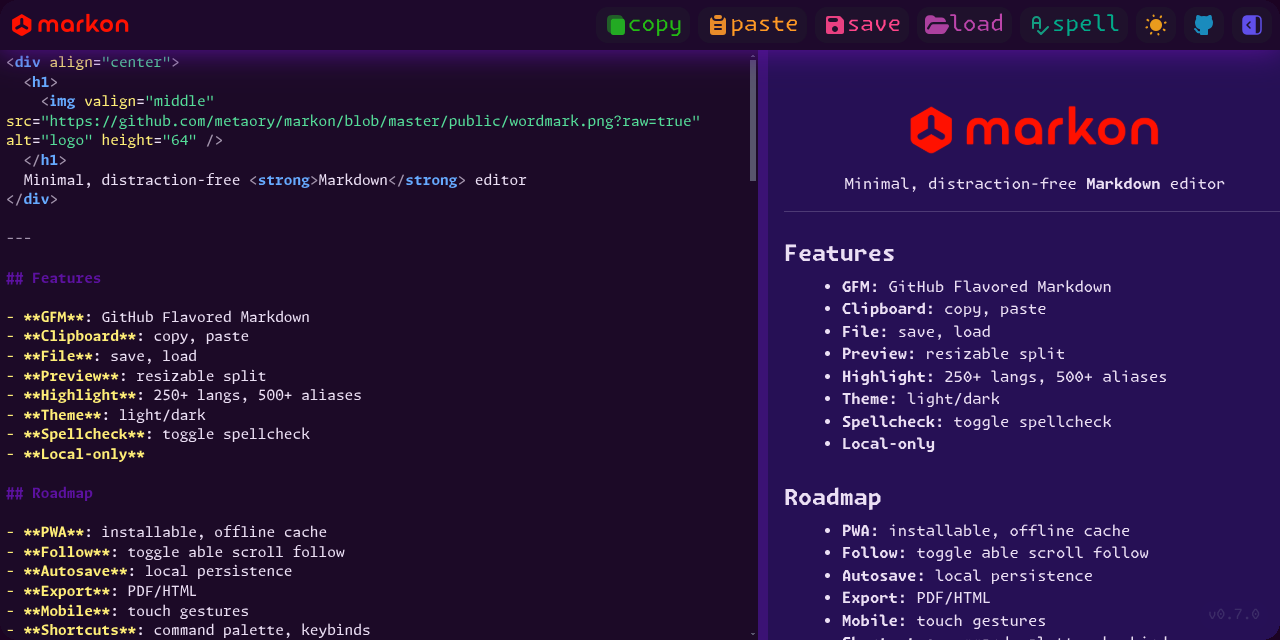 markon
copy paste save load spell
<div align="center">
<h1>
<img valign="middle"
src="https://github.com/metaory/markon/blob/master/public/wordmark.png?raw=true"
alt="logo" height="64" />
</h1>
Minimal, distraction-free <strong>Markdown</strong> editor
</div>
---
## Features
- **GFM**: GitHub Flavored Markdown
- **Clipboard**: copy, paste
- **File**: save, load
- **Preview**: resizable split
- **Highlight**: 250+ langs, 500+ aliases
- **Theme**: light/dark
- **Spellcheck**: toggle spellcheck
- **Local-only**
## Roadmap
- **PWA**: installable, offline cache
- **Follow**: toggle able scroll follow
- **Autosave**: local persistence
- **Export**: PDF/HTML
- **Mobile**: touch gestures
- **Shortcuts**: command palette, keybinds
markon
Minimal, distraction-free Markdown editor
Features
• GFM: GitHub Flavored Markdown
• Clipboard: copy, paste
• File: save, load
• Preview: resizable split
• Highlight: 250+ langs, 500+ aliases
• Theme: light/dark
• Spellcheck: toggle spellcheck
• Local-only
Roadmap
• PWA: installable, offline cache
• Follow: toggle able scroll follow
• Autosave: local persistence
• Export: PDF/HTML
• Mobile: touch gestures
v0.7.0